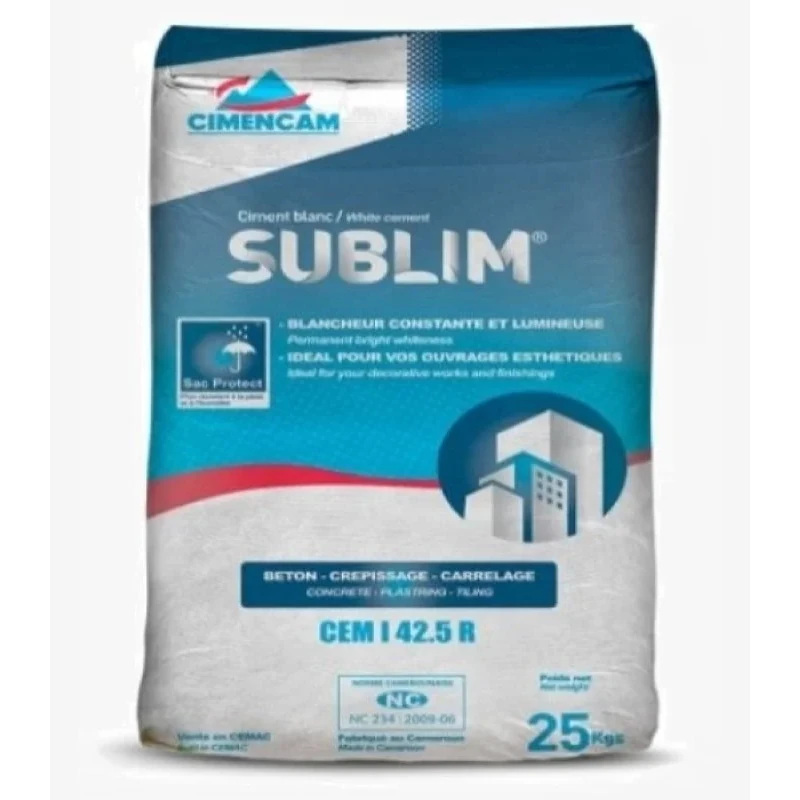 CIMENCAM
Ciment blanc / White cement
SUBLIM®
- BLANCHEUR CONSTANTE ET LUMINEUSE
Permanent bright whiteness
- IDEAL POUR VOS OUVRAGES ESTHETIQUES
Ideal for your decorative works and finishings
Sac Protect
BETON - CREPISSAGE - CARRELAGE
CONCRETE - PLASTRING - TILING
CEM I 42.5 R
NORME CAMEROUNAISE
NC
NC 234 : 2009-06
Poids net
Net weight
25Kgs
Vente en CEMAC
Sold in CEMAC
Fabriqué au Cameroun
Made in Cameroon